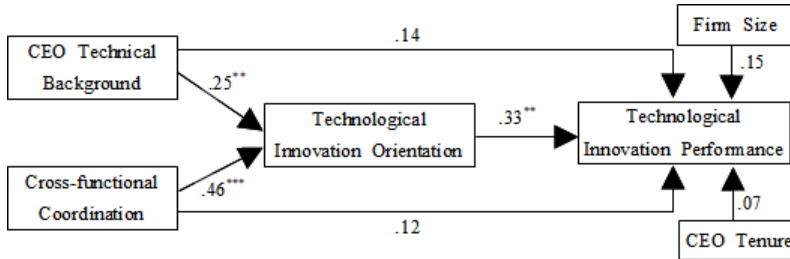 CEO Technical
Background
.14
Firm Size
.15
.25**
Technological
Innovation Orientation
.33**
Technological
Innovation Performance
Cross-functional
Coordination
.46***
.12
.07
CEO Tenure